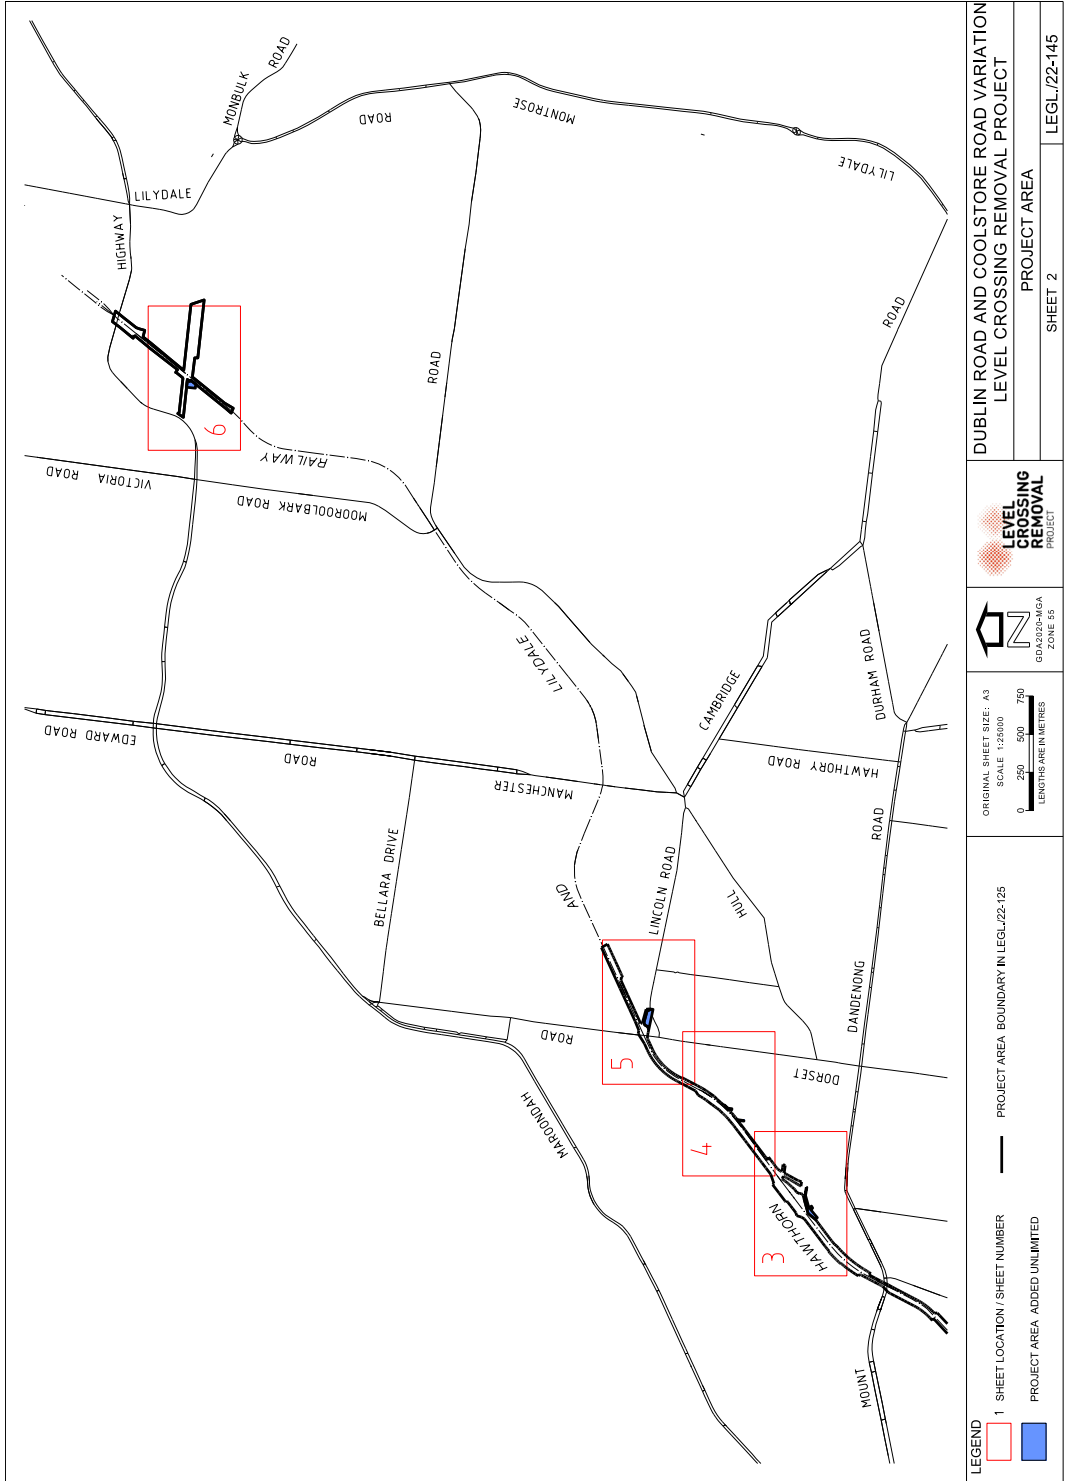 HIGHWAY
LILYDALE
MONBULK
ROAD
ROAD
MONTROSE
LILYDALE
ROAD
6
VICTORIA ROAD
MOOROOLBARK ROAD
RAILWAY
ROAD
EDWARD ROAD
ROAD
MANCHESTER
LILYDALE
CAMBRIDGE
DURHAM ROAD
HAWTHORY ROAD
BELLARA DRIVE
AND
LINCOLN ROAD
HULL
ROAD
DANDENONG
5
ROAD
DORSET
4
MAROONDAH
3
HAWTHORN
MOUNT
LEGEND
1 SHEET LOCATION / SHEET NUMBER
PROJECT AREA BOUNDARY IN LEGL./22-125
PROJECT AREA ADDED UNLIMITED
ORIGINAL SHEET SIZE: A3
SCALE 1:25000
0 250 500 750
LENGTHS ARE IN METRES
N
GDA2020-MGA
ZONE 55
LEVEL
CROSSING
REMOVAL
PROJECT
DUBLIN ROAD AND COOLSTORE ROAD VARIATION
LEVEL CROSSING REMOVAL PROJECT
PROJECT AREA
SHEET 2
LEGL./22-145